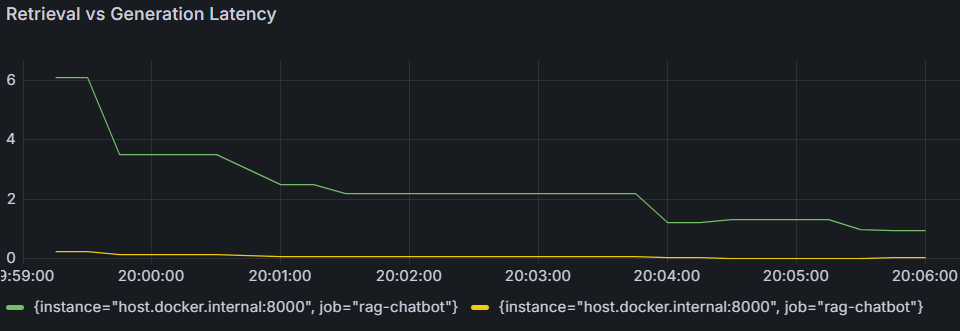 Retrieval vs Generation Latency
6
4
2
0
9:59:00 20:00:00 20:01:00 20:02:00 20:03:00 20:04:00 20:05:00 20:06:00
{instance="host.docker.internal:8000", job="rag-chatbot"} {instance="host.docker.internal:8000", job="rag-chatbot"}